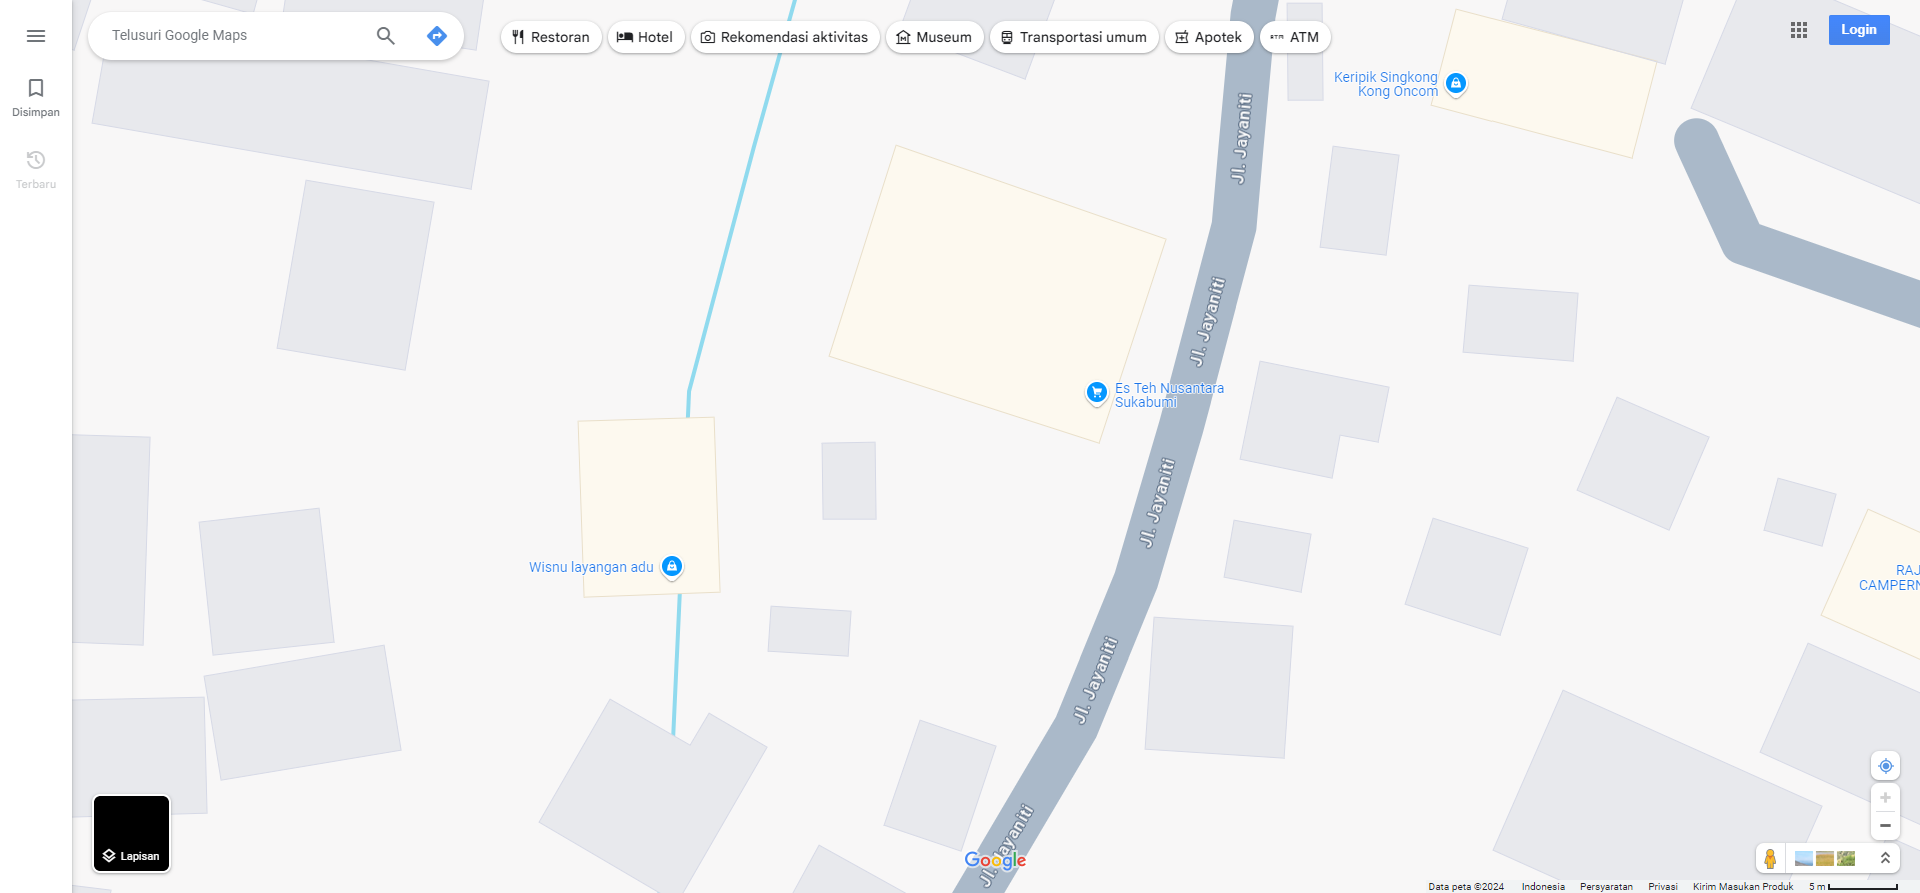 Telusuri Google Maps
Restoran
Hotel
Rekomendasi aktivitas
Museum
Transportasi umum
Apotek
ATM
Login
Disimpan
Terbaru
Keripik Singkong
Kong Oncom
Jl. Jayaniti
Jl. Jayaniti
Es Teh Nusantara
Sukabumi
Jl. Jayaniti
Wisnu layangan adu
RAJ
CAMPERN
Jl. Jayaniti
Jl. Jayaniti
Lapisan
Google
Data peta ©2024
Indonesia
Persyaratan
Privasi
Kirim Masukan Produk
5 m